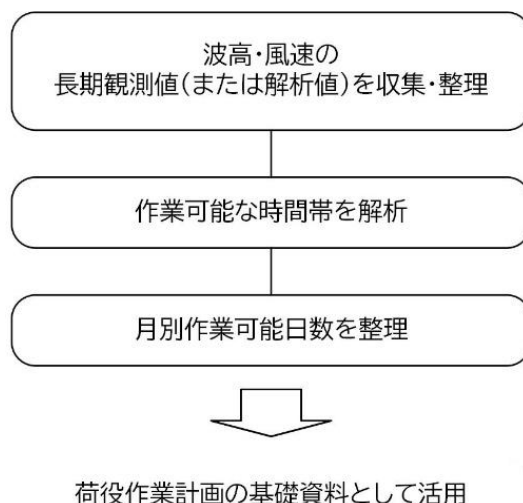 波高・風速の
長期観測値(または解析値)を収集・整理
作業可能な時間帯を解析
月別作業可能日数を整理
荷役作業計画の基礎資料として活用